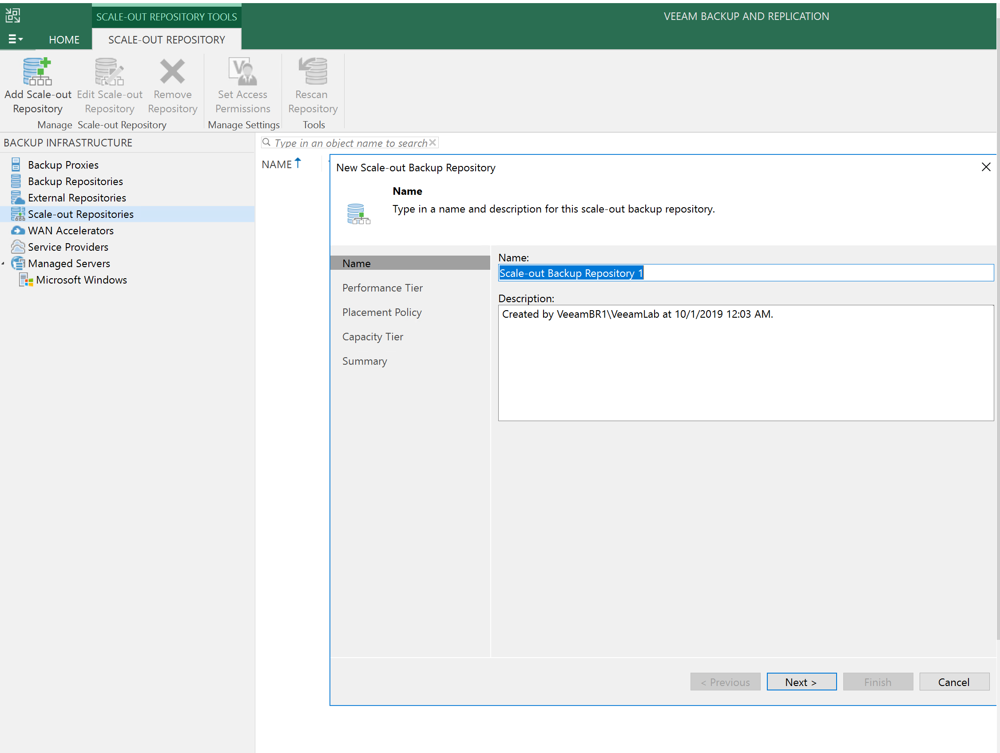 SCALE-OUT REPOSITORY TOOLS
VEEAM BACKUP AND REPLICATION
HOME
SCALE-OUT REPOSITORY
Add Scale-out
Repository
Edit Scale-out
Repository
Remove
Repository
Set Access
Permissions
Rescan
Repository
Manage Scale-out Repository
Manage Settings
Tools
BACKUP INFRASTRUCTURE
Type in an object name to search
Backup Proxies
Backup Repositories
External Repositories
Scale-out Repositories
WAN Accelerators
Service Providers
Managed Servers
Microsoft Windows
NAME
New Scale-out Backup Repository
Name
Type in a name and description for this scale-out backup repository.
Name
Performance Tier
Placement Policy
Capacity Tier
Summary
Name:
Scale-out Backup Repository 1
Description:
Created by VeeamBR1\VeeamLab at 10/1/2019 12:03 AM.
< Previous
Next >
Finish
Cancel